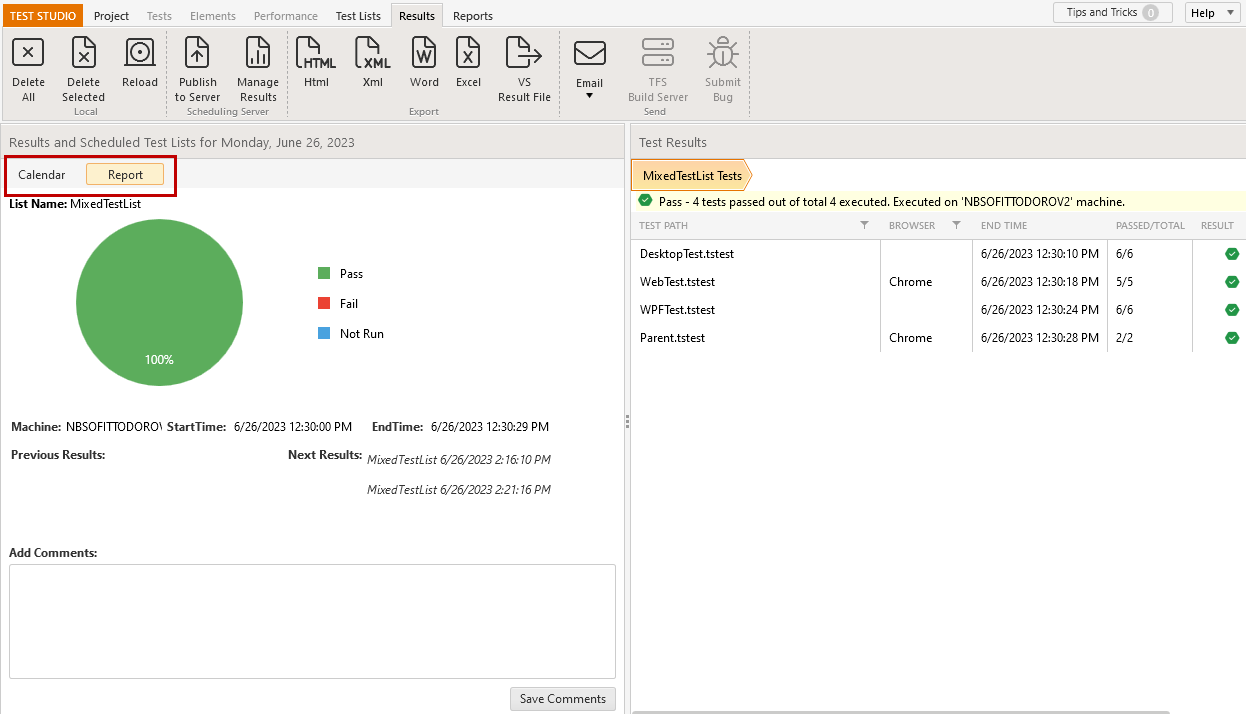 TEST STUDIO Project Tests Elements Performance Test Lists Results Reports Tips and Tricks 0 Help
Delete All Delete Selected Reload Publish to Server Manage Results HTML Html XML Xml W Word X Excel VS Result File Email TFS Build Server Submit Bug
Local Scheduling Server Export Send
Results and Scheduled Test Lists for Monday, June 26, 2023
Calendar Report
List Name: MixedTestList
100%
Pass
Fail
Not Run
Machine: NBSOFITTODOROV StartTime: 6/26/2023 12:30:00 PM EndTime: 6/26/2023 12:30:29 PM
Previous Results: Next Results: MixedTestList 6/26/2023 2:16:10 PM
MixedTestList 6/26/2023 2:21:16 PM
Add Comments:
Save Comments
Test Results
MixedTestList Tests
Pass - 4 tests passed out of total 4 executed. Executed on 'NBSOFITTODOROV2' machine.
TEST PATH BROWSER END TIME PASSED/TOTAL RESULT
DesktopTest.tstest 6/26/2023 12:30:10 PM 6/6
WebTest.tstest Chrome 6/26/2023 12:30:18 PM 5/5
WPFTest.tstest 6/26/2023 12:30:24 PM 6/6
Parent.tstest Chrome 6/26/2023 12:30:28 PM 2/2